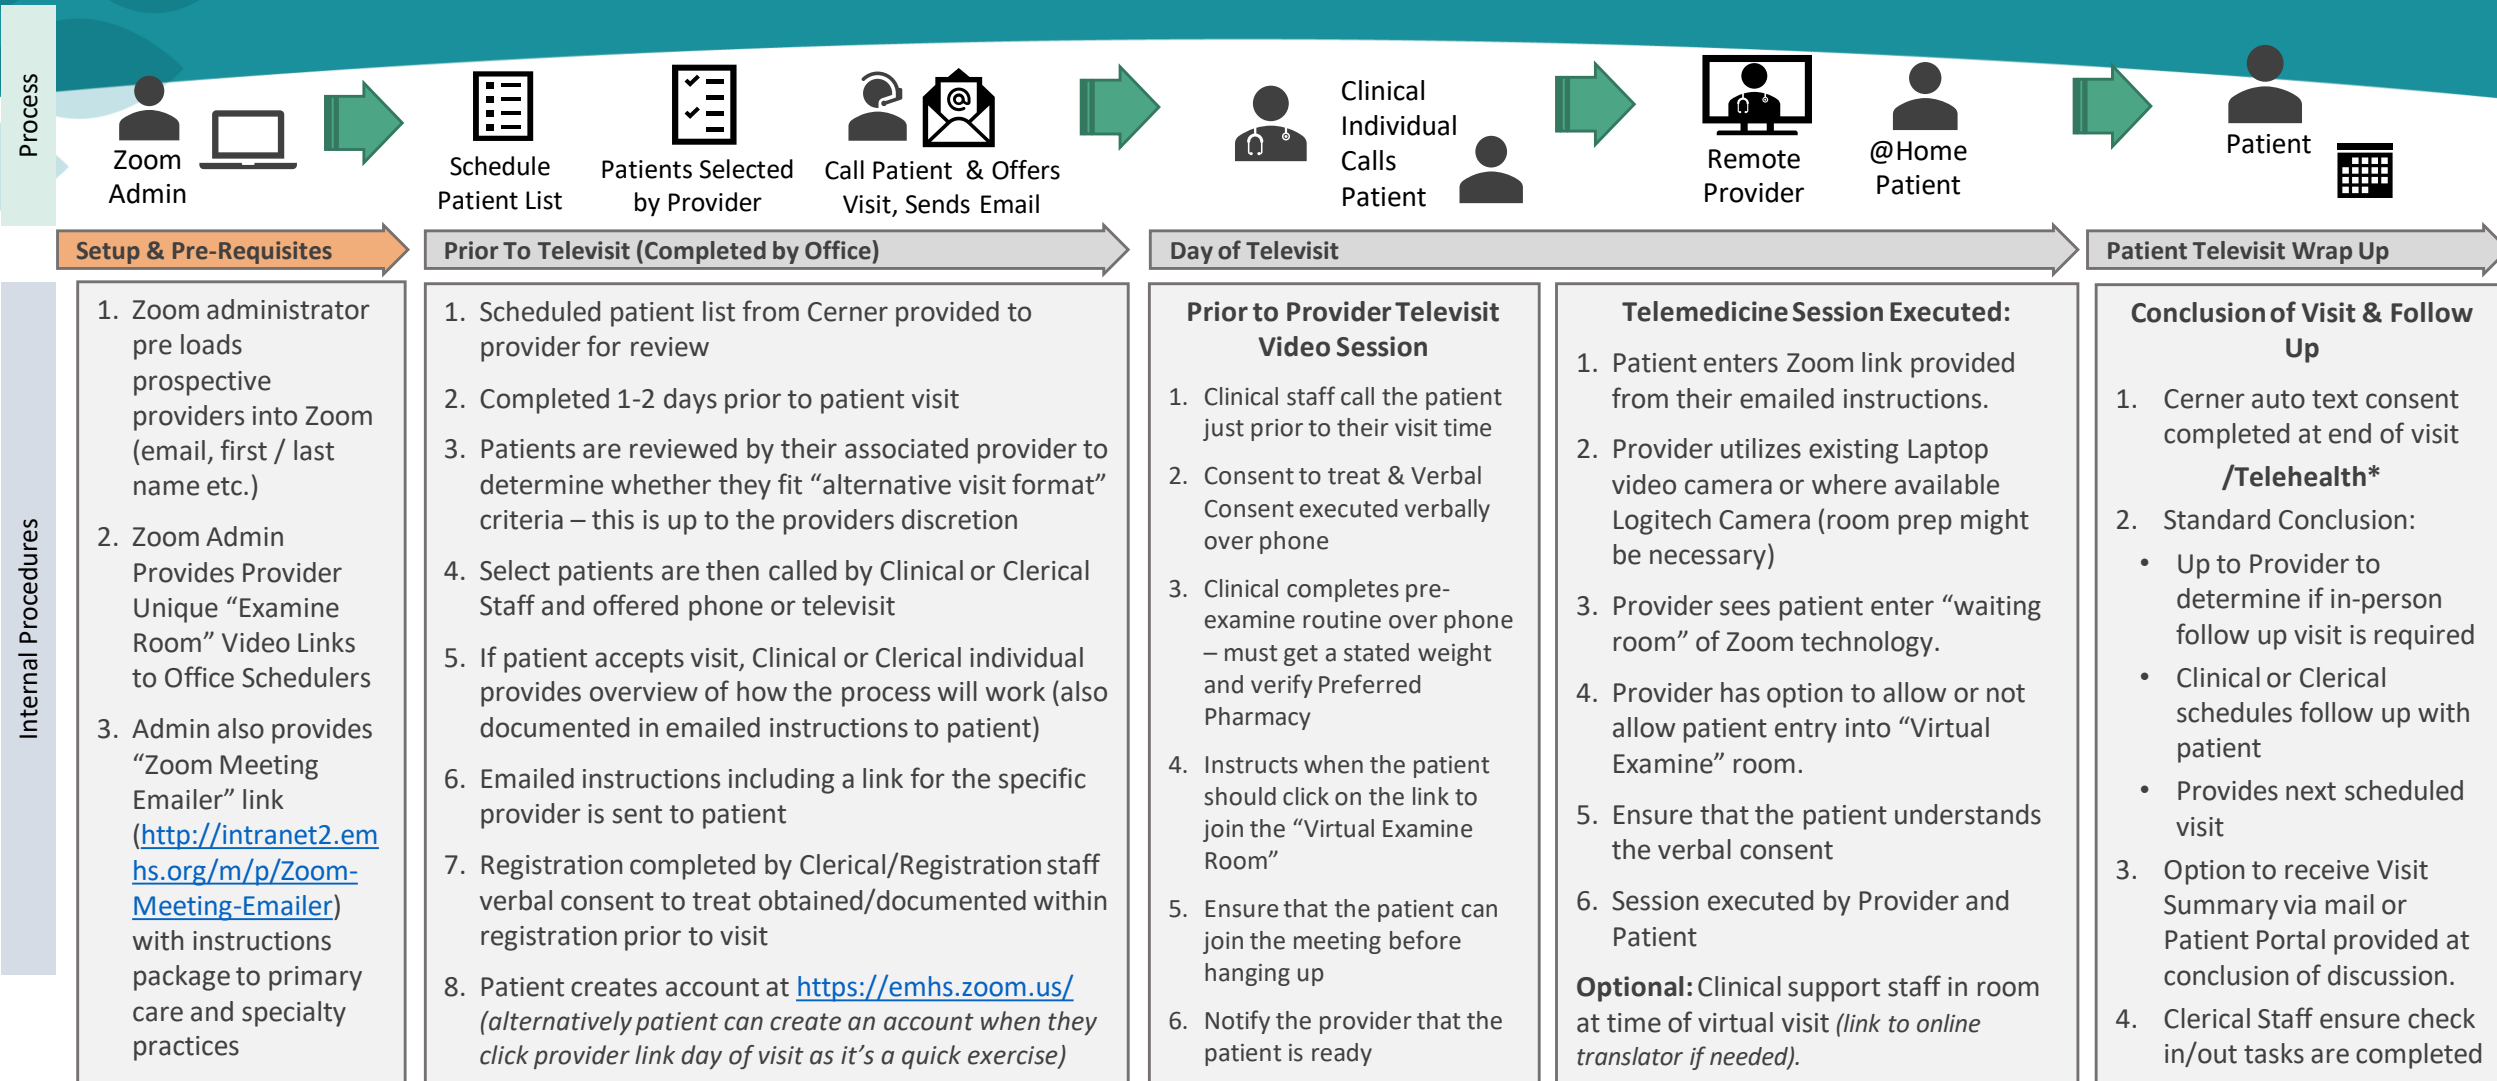 Process
Zoom
Admin
Schedule
Patient List
Patients Selected
by Provider
Call Patient & Offers
Visit, Sends Email
Clinical
Individual
Calls
Patient
Remote
Provider
@Home
Patient
Patient
Setup & Pre-Requisites
Prior To Televisit (Completed by Office)
Day of Televisit
Patient Televisit Wrap Up
Internal Procedures
1. Zoom administrator
pre loads
prospective
providers into Zoom
(email, first / last
name etc.)
2. Zoom Admin
Provides Provider
Unique “Examine
Room” Video Links
to Office Schedulers
3. Admin also provides
“Zoom Meeting
Emailer” link
(http://intranet2.em
hs.org/m/p/Zoom-
Meeting-Emailer)
with instructions
package to primary
care and specialty
practices
1. Scheduled patient list from Cerner provided to
provider for review
2. Completed 1-2 days prior to patient visit
3. Patients are reviewed by their associated provider to
determine whether they fit “alternative visit format”
criteria – this is up to the providers discretion
4. Select patients are then called by Clinical or Clerical
Staff and offered phone or televisit
5. If patient accepts visit, Clinical or Clerical individual
provides overview of how the process will work (also
documented in emailed instructions to patient)
6. Emailed instructions including a link for the specific
provider is sent to patient
7. Registration completed by Clerical/Registration staff
verbal consent to treat obtained/documented within
registration prior to visit
8. Patient creates account at https://emhs.zoom.us/
(alternatively patient can create an account when they
click provider link day of visit as it’s a quick exercise)
Prior to Provider Televisit
Video Session
1. Clinical staff call the patient
just prior to their visit time
2. Consent to treat & Verbal
Consent executed verbally
over phone
3. Clinical completes pre-
examine routine over phone
– must get a stated weight
and verify Preferred
Pharmacy
4. Instructs when the patient
should click on the link to
join the “Virtual Examine
Room”
5. Ensure that the patient can
join the meeting before
hanging up
6. Notify the provider that the
patient is ready
Telemedicine Session Executed:
1. Patient enters Zoom link provided
from their emailed instructions.
2. Provider utilizes existing Laptop
video camera or where available
Logitech Camera (room prep might
be necessary)
3. Provider sees patient enter “waiting
room” of Zoom technology.
4. Provider has option to allow or not
allow patient entry into “Virtual
Examine” room.
5. Ensure that the patient understands
the verbal consent
6. Session executed by Provider and
Patient
Optional: Clinical support staff in room
at time of virtual visit (link to online
translator if needed).
Conclusion of Visit & Follow
Up
1. Cerner auto text consent
completed at end of visit
/Telehealth*
2. Standard Conclusion:
• Up to Provider to
determine if in-person
follow up visit is required
• Clinical or Clerical
schedules follow up with
patient
• Provides next scheduled
visit
3. Option to receive Visit
Summary via mail or
Patient Portal provided at
conclusion of discussion.
4. Clerical Staff ensure check
in/out tasks are completed